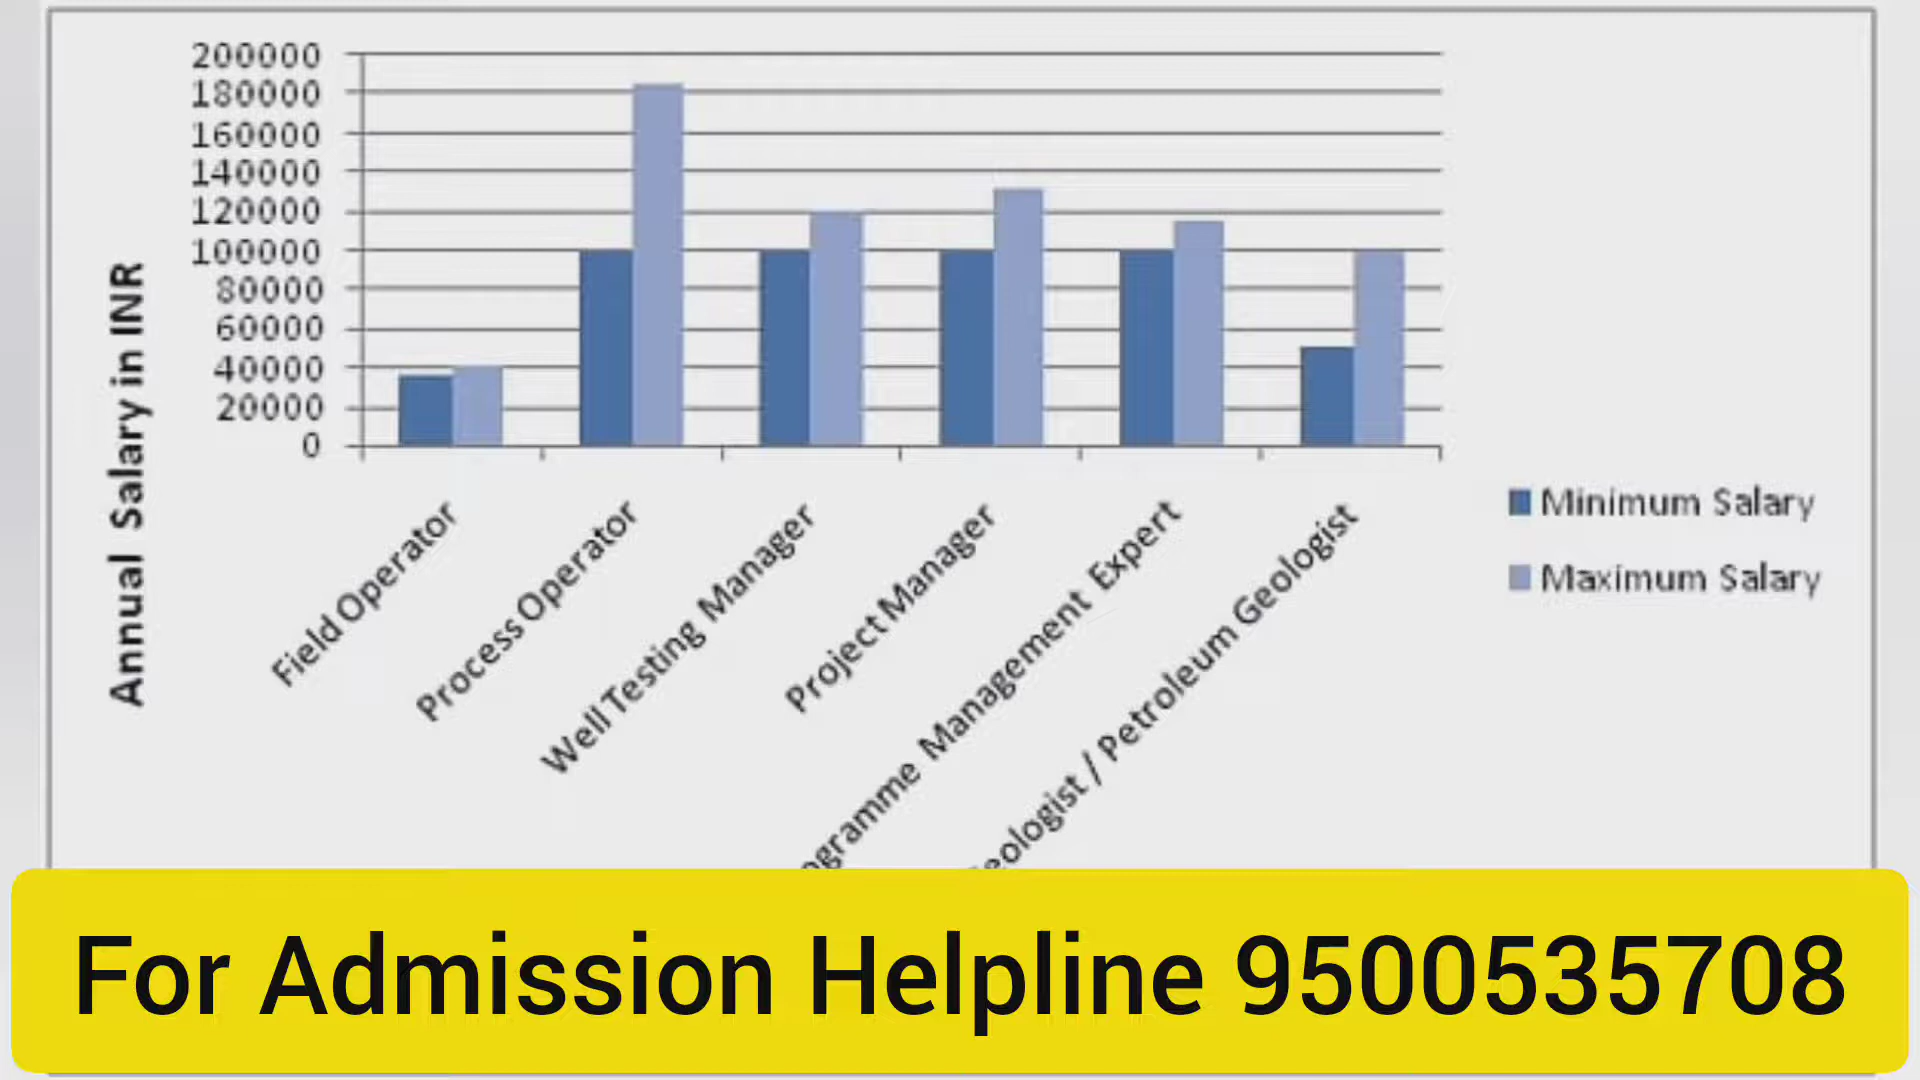 200000
180000
160000
140000
120000
100000
80000
60000
40000
20000
0
Annual Salary in INR
Field Operator
Process Operator
Well Testing Manager
Project Manager
Management Expert
/ Petroleum Geologist
Minimum Salary
Maximum Salary
For Admission Helpline 9500535708